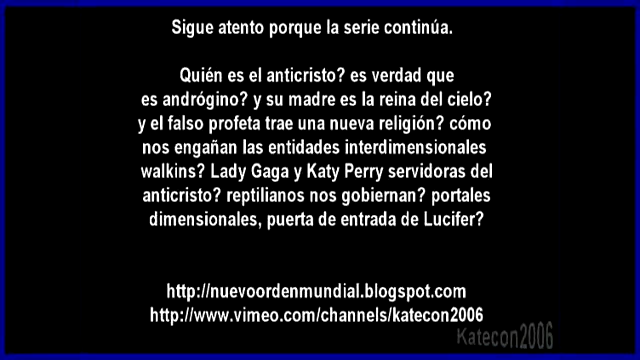 Sigue atento porque la serie continúa.
Quién es el anticristo? es verdad que
es andrógino? y su madre es la reina del cielo?
y el falso profeta trae una nueva religión? cómo
nos engañan las entidades interdimensionales
walkins? Lady Gaga y Katy Perry servidoras del
anticristo? reptilianos nos gobiernan? portales
dimensionales, puerta de entrada de Lucifer?
http://nuevoordenmundial.blogspot.com
http://www.vimeo.com/channels/katecon2006
Katecon2006